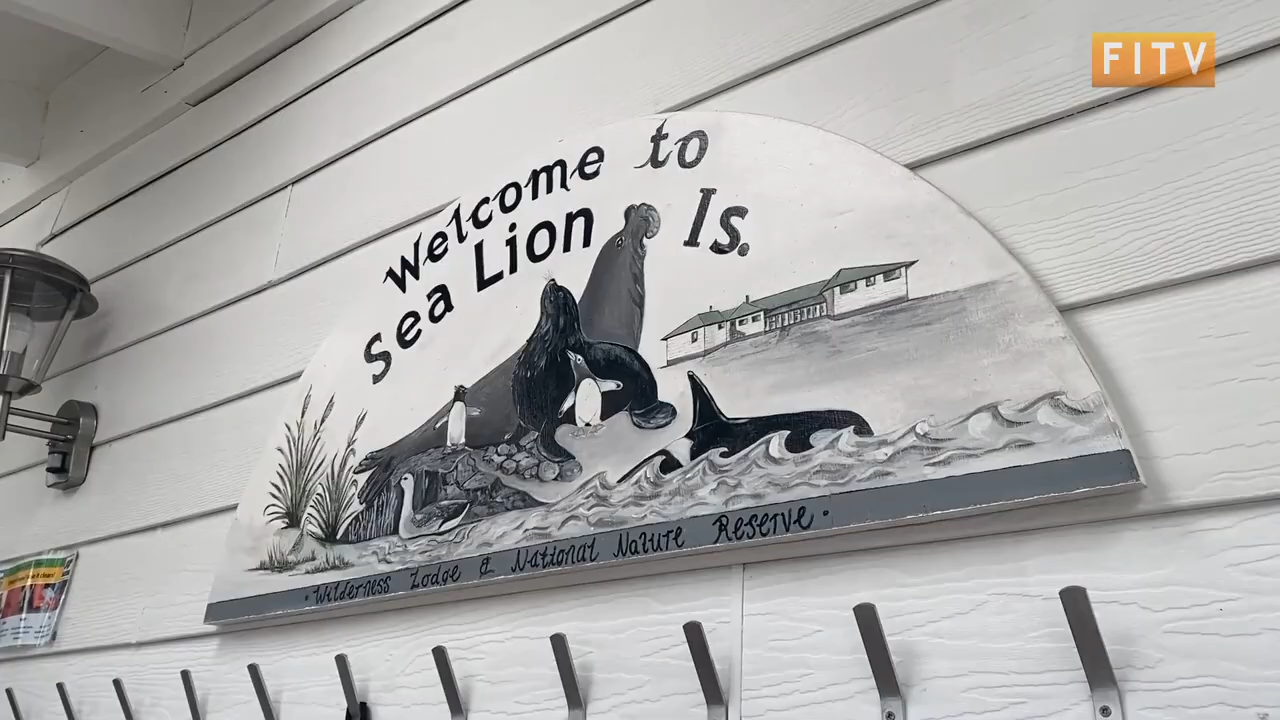 FITV
Welcome to
Sea Lion Is.
· Wilderness Lodge & National Nature Reserve ·